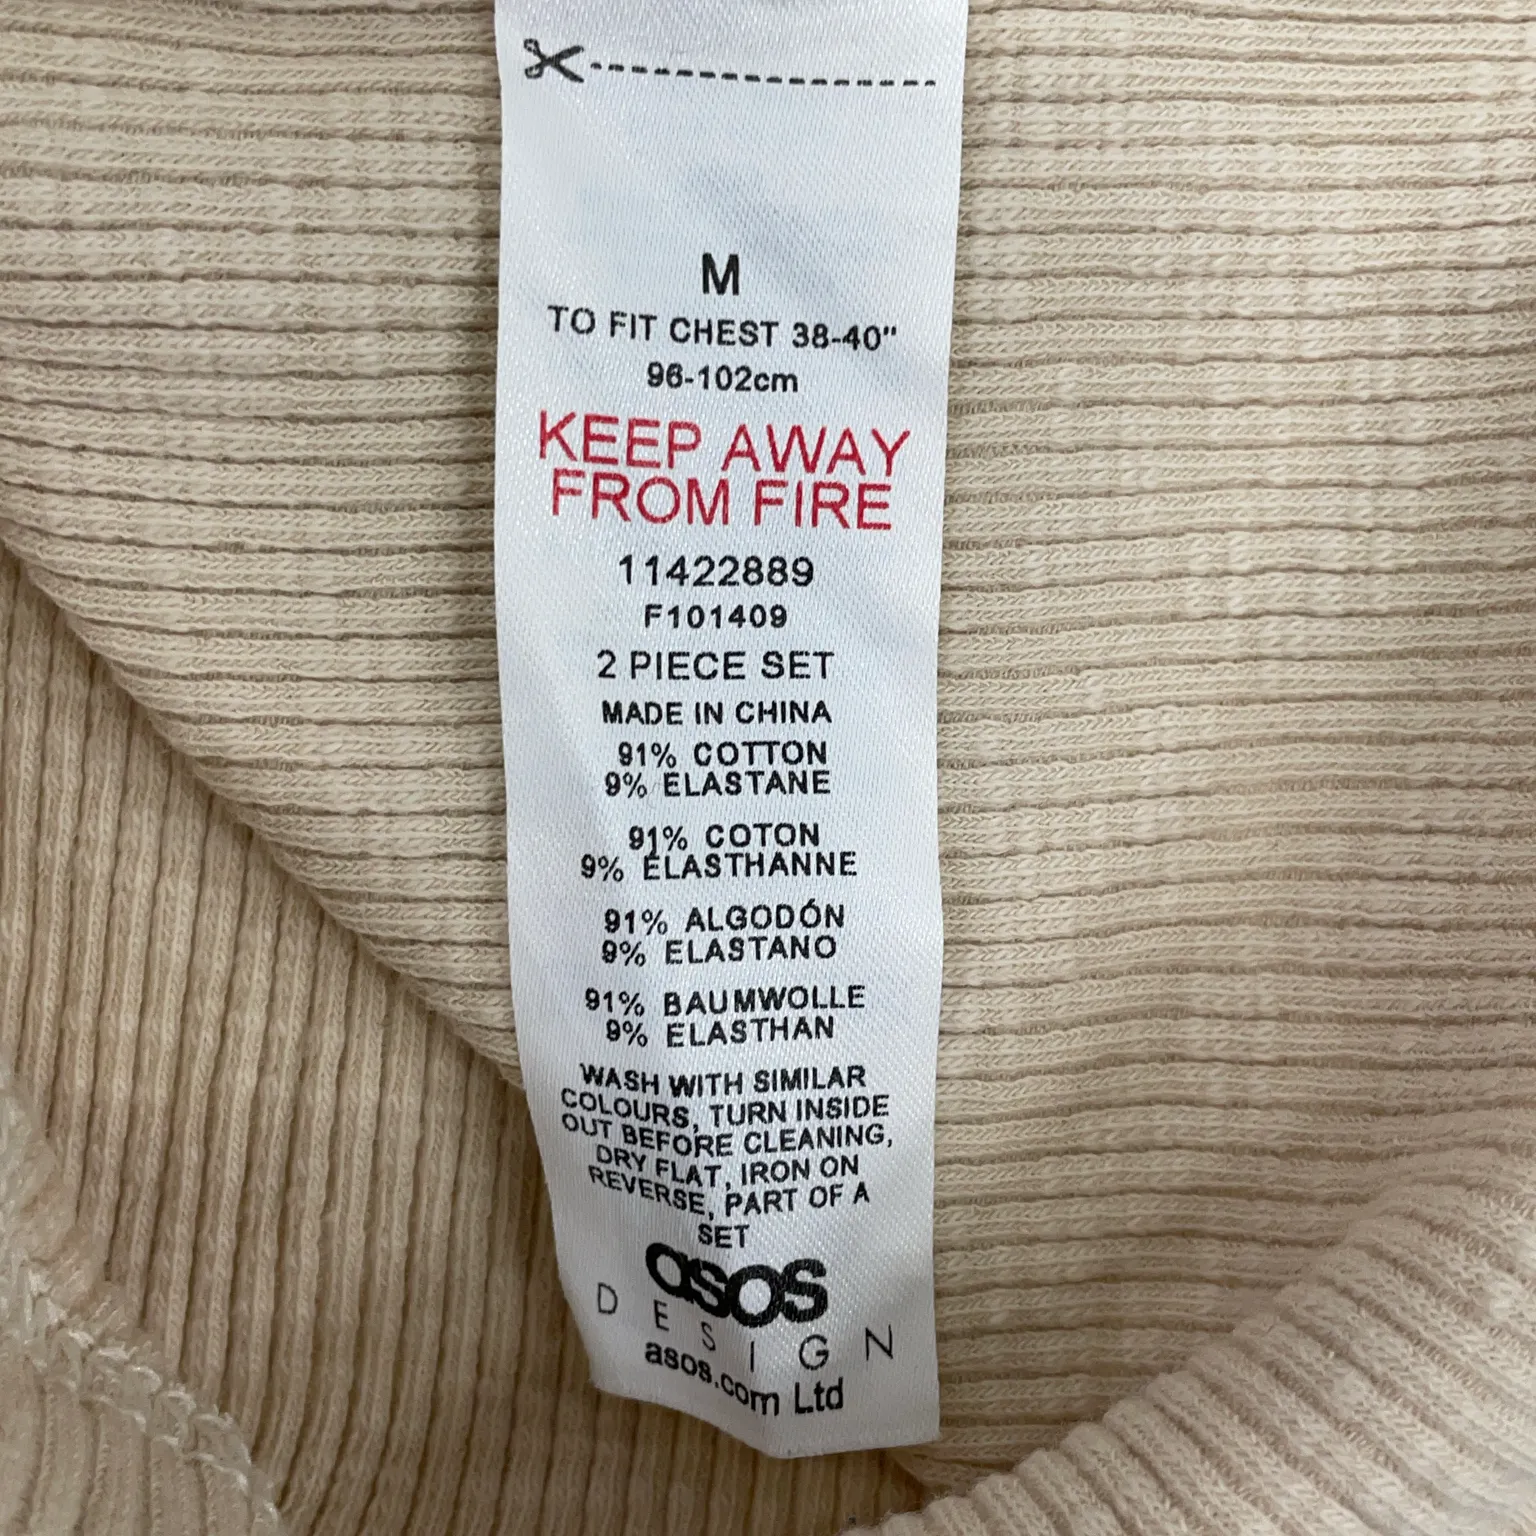 M
TO FIT CHEST 38-40"
96-102cm
KEEP AWAY
FROM FIRE
11422889
F101409
2 PIECE SET
MADE IN CHINA
91% COTTON
9% ELASTANE
91% COTON
9% ÉLASTHANNE
91% ALGODÓN
9% ELASTANO
91% BAUMWOLLE
9% ELASTHAN
WASH WITH SIMILAR
COLOURS, TURN INSIDE
OUT BEFORE CLEANING,
DRY FLAT, IRON ON
REVERSE, PART OF A
SET
asos
DESIGN
asos.com Ltd